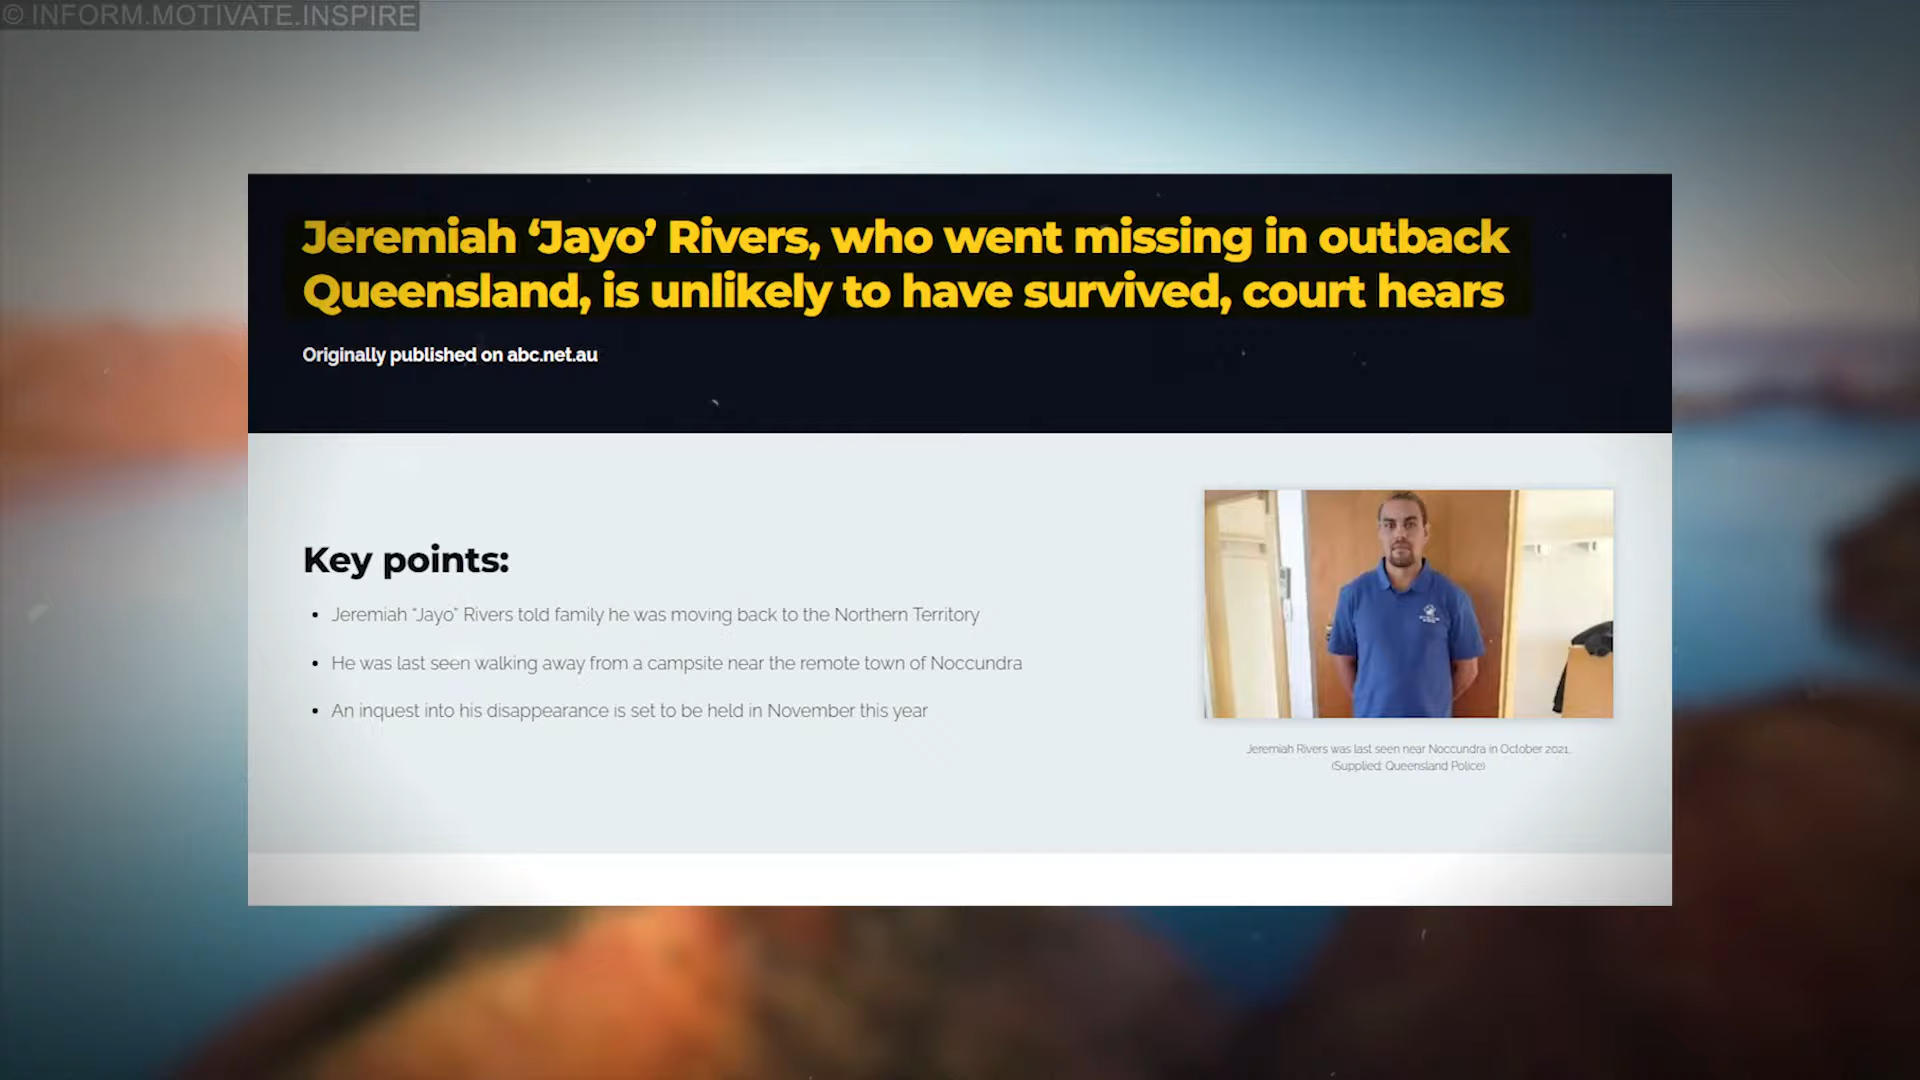 © INFORM.MOTIVATE.INSPIRE
Jeremiah ‘Jayo’ Rivers, who went missing in outback
Queensland, is unlikely to have survived, court hears
Originally published on abc.net.au
Key points:
• Jeremiah “Jayo” Rivers told family he was moving back to the Northern Territory
• He was last seen walking away from a campsite near the remote town of Noccundra
• An inquest into his disappearance is set to be held in November this year
Jeremiah Rivers was last seen near Noccundra in October 2021.
(Supplied: Queensland Police)